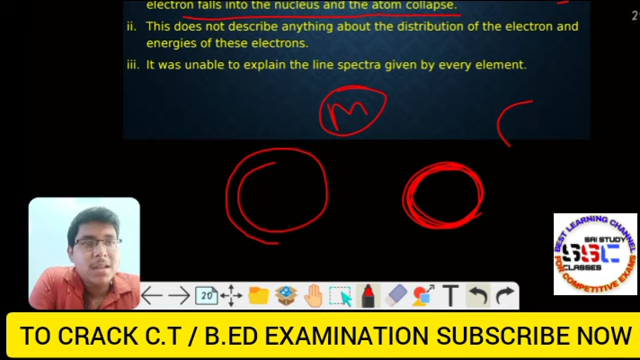 electron falls into the nucleus and the atom collapse.
ii. This does not describe anything about the distribution of the electron and
energies of these electrons.
iii. It was unable to explain the line spectra given by every element.
M
BEST LEARNING CHANNEL
SAI STUDY
SSC
CLASSES
FOR COMPETITIVE EXAMS
20
T
TO CRACK C.T / B.ED EXAMINATION SUBSCRIBE NOW